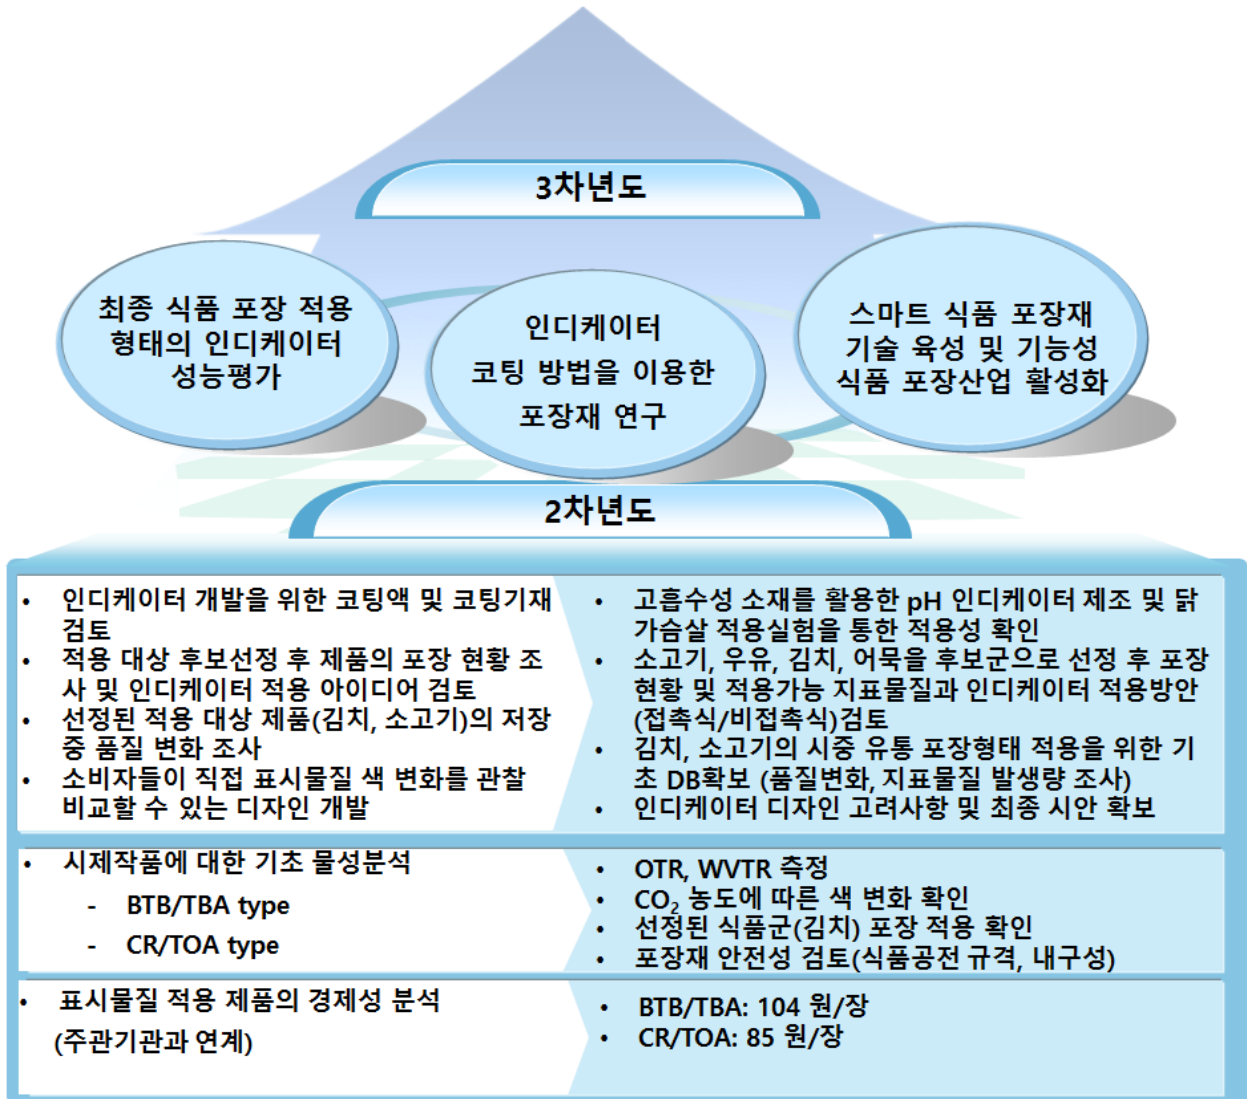 3차년도
최종 식품 포장 적용
형태의 인디케이터
성능평가
인디케이터
코팅 방법을 이용한
포장재 연구
스마트 식품 포장재
기술 육성 및 기능성
식품 포장산업 활성화
2차년도
• 인디케이터 개발을 위한 코팅액 및 코팅기재
검토
• 적용 대상 후보선정 후 제품의 포장 현황 조
사 및 인디케이터 적용 아이디어 검토
• 선정된 적용 대상 제품(김치, 소고기)의 저장
중 품질 변화 조사
• 소비자들이 직접 표시물질 색 변화를 관찰
비교할 수 있는 디자인 개발
• 고흡수성 소재를 활용한 pH 인디케이터 제조 및 닭
가슴살 적용실험을 통한 적용성 확인
• 소고기, 우유, 김치, 어묵을 후보군으로 선정 후 포장
현황 및 적용가능 지표물질과 인디케이터 적용방안
(접촉식/비접촉식)검토
• 김치, 소고기의 시중 유통 포장형태 적용을 위한 기
초 DB확보 (품질변화, 지표물질 발생량 조사)
• 인디케이터 디자인 고려사항 및 최종 시안 확보
• 시제작품에 대한 기초 물성분석
- BTB/TBA type
- CR/TOA type
• OTR, WVTR 측정
• CO₂ 농도에 따른 색 변화 확인
• 선정된 식품군(김치) 포장 적용 확인
• 포장재 안전성 검토(식품공전 규격, 내구성)
• 표시물질 적용 제품의 경제성 분석
(주관기관과 연계)
• BTB/TBA: 104 원/장
• CR/TOA: 85 원/장